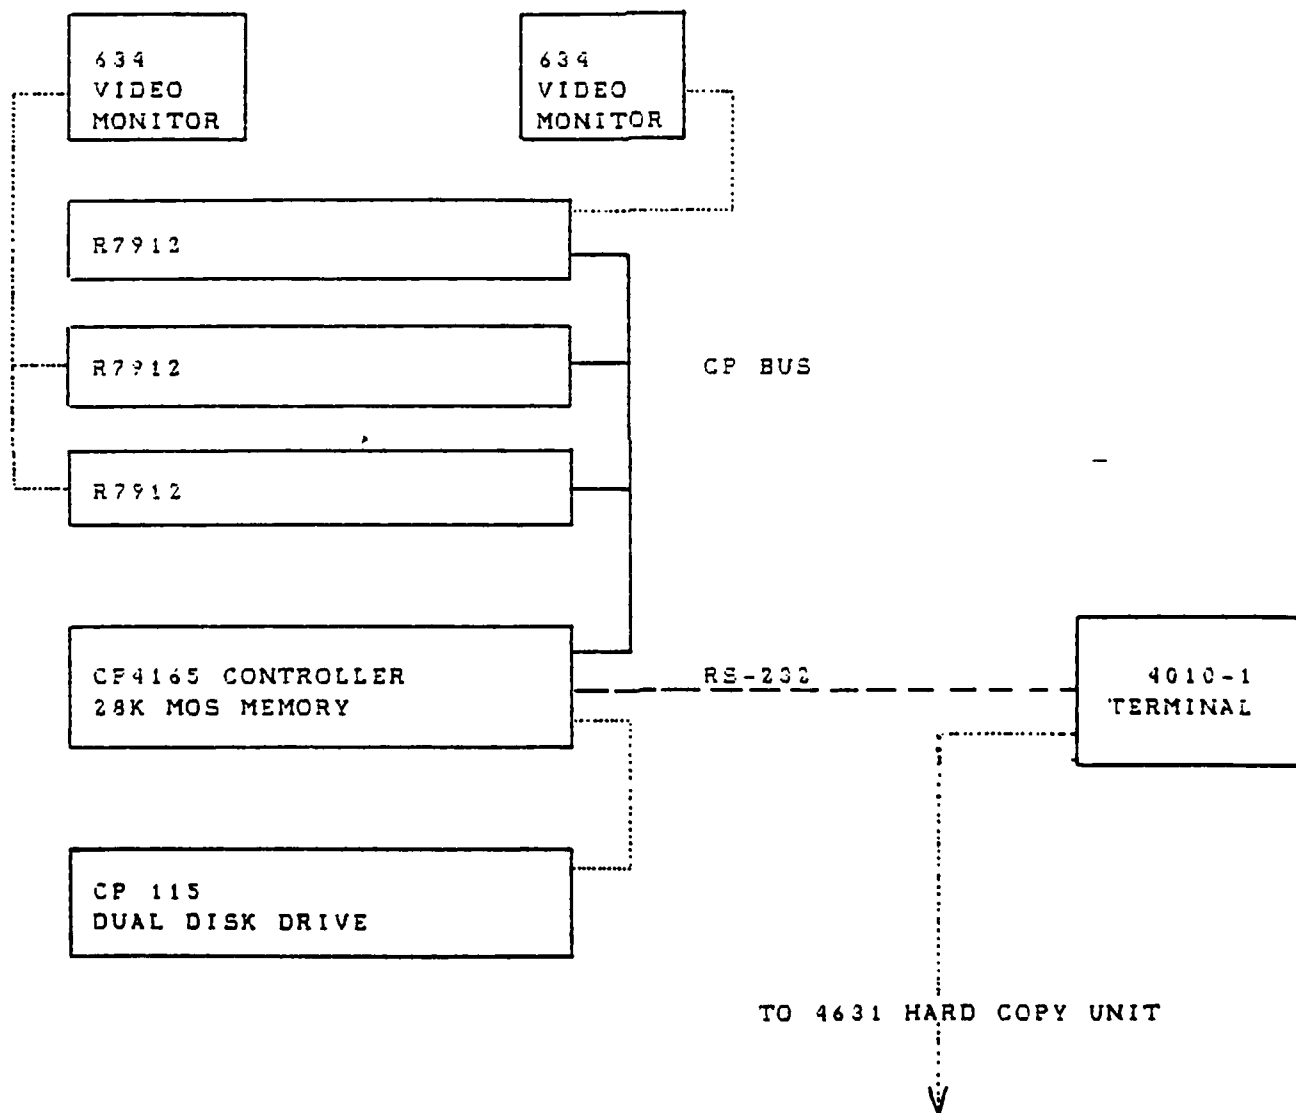 634
VIDEO
MONITOR
634
VIDEO
MONITOR
R7912
R7912
CP BUS
R7912
CP4165 CONTROLLER
28K MOS MEMORY
RS-232
4010-1
TERMINAL
CP 115
DUAL DISK DRIVE
TO 4631 HARD COPY UNIT